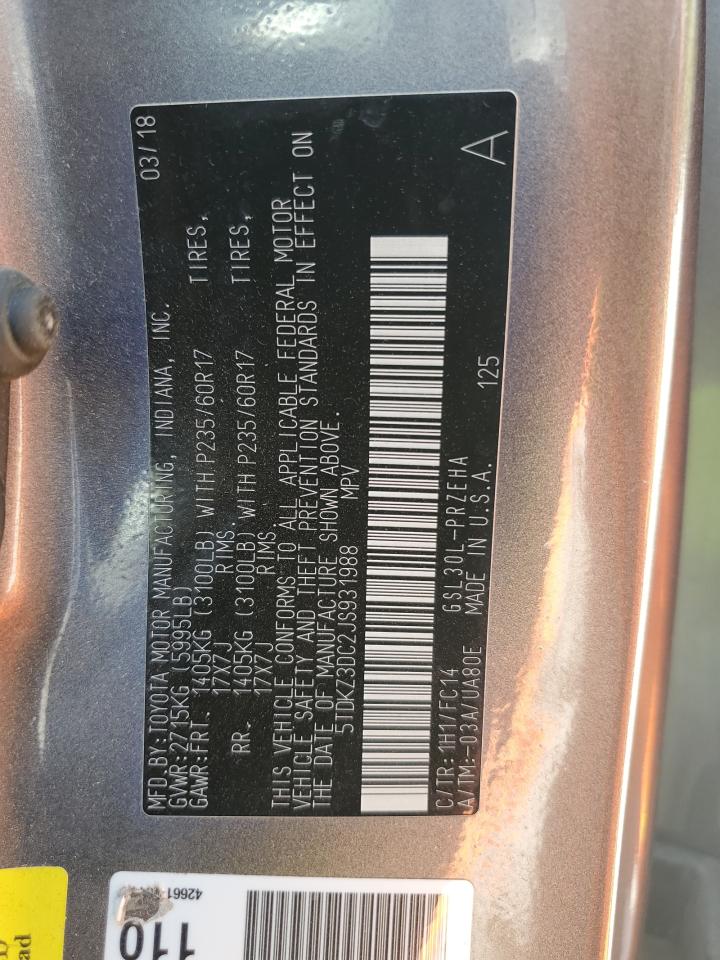 MFD.BY:TOYOTA MOTOR MANUFACTURING, INDIANA, INC. 03/18
GVWR:2715KG (5995LB)
GAWR:FRT. 1405KG (3100LB) WITH P235/60R17 TIRES,
17X7J RIMS.
RR. 1405KG (3100LB) WITH P235/60R17 TIRES,
17X7J RIMS.
THIS VEHICLE CONFORMS TO ALL APPLICABLE FEDERAL MOTOR
VEHICLE SAFETY AND THEFT PREVENTION STANDARDS IN EFFECT ON
THE DATE OF MANUFACTURE SHOWN ABOVE.
5TDKZ3DC2JS931988 MPV
C/TR:1H1/FC14 GSL30L-PRZEHA 125 A
A/TM:-03A/UA80E MADE IN U.S.A.
42661
110
ad